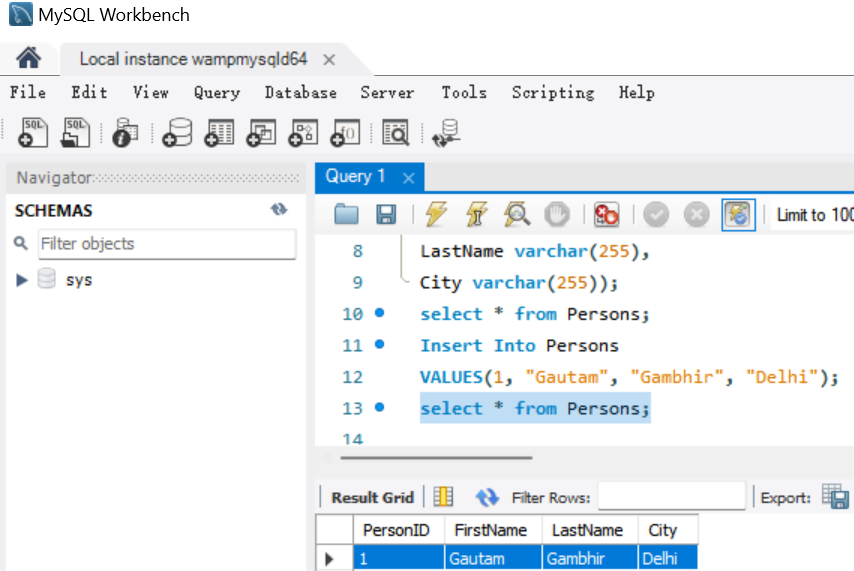 MySQL Workbench
Local instance wampmysqld64
File Edit View Query Database Server Tools Scripting Help
SQL SQL
Navigator
Query 1
SCHEMAS
Limit to 100
Filter objects
sys
8 LastName varchar(255),
9 City varchar(255));
10 select * from Persons;
11 Insert Into Persons
12 VALUES(1, "Gautam", "Gambhir", "Delhi");
13 select * from Persons;
14
Result Grid Filter Rows: Export:
PersonID FirstName LastName City
1 Gautam Gambhir Delhi